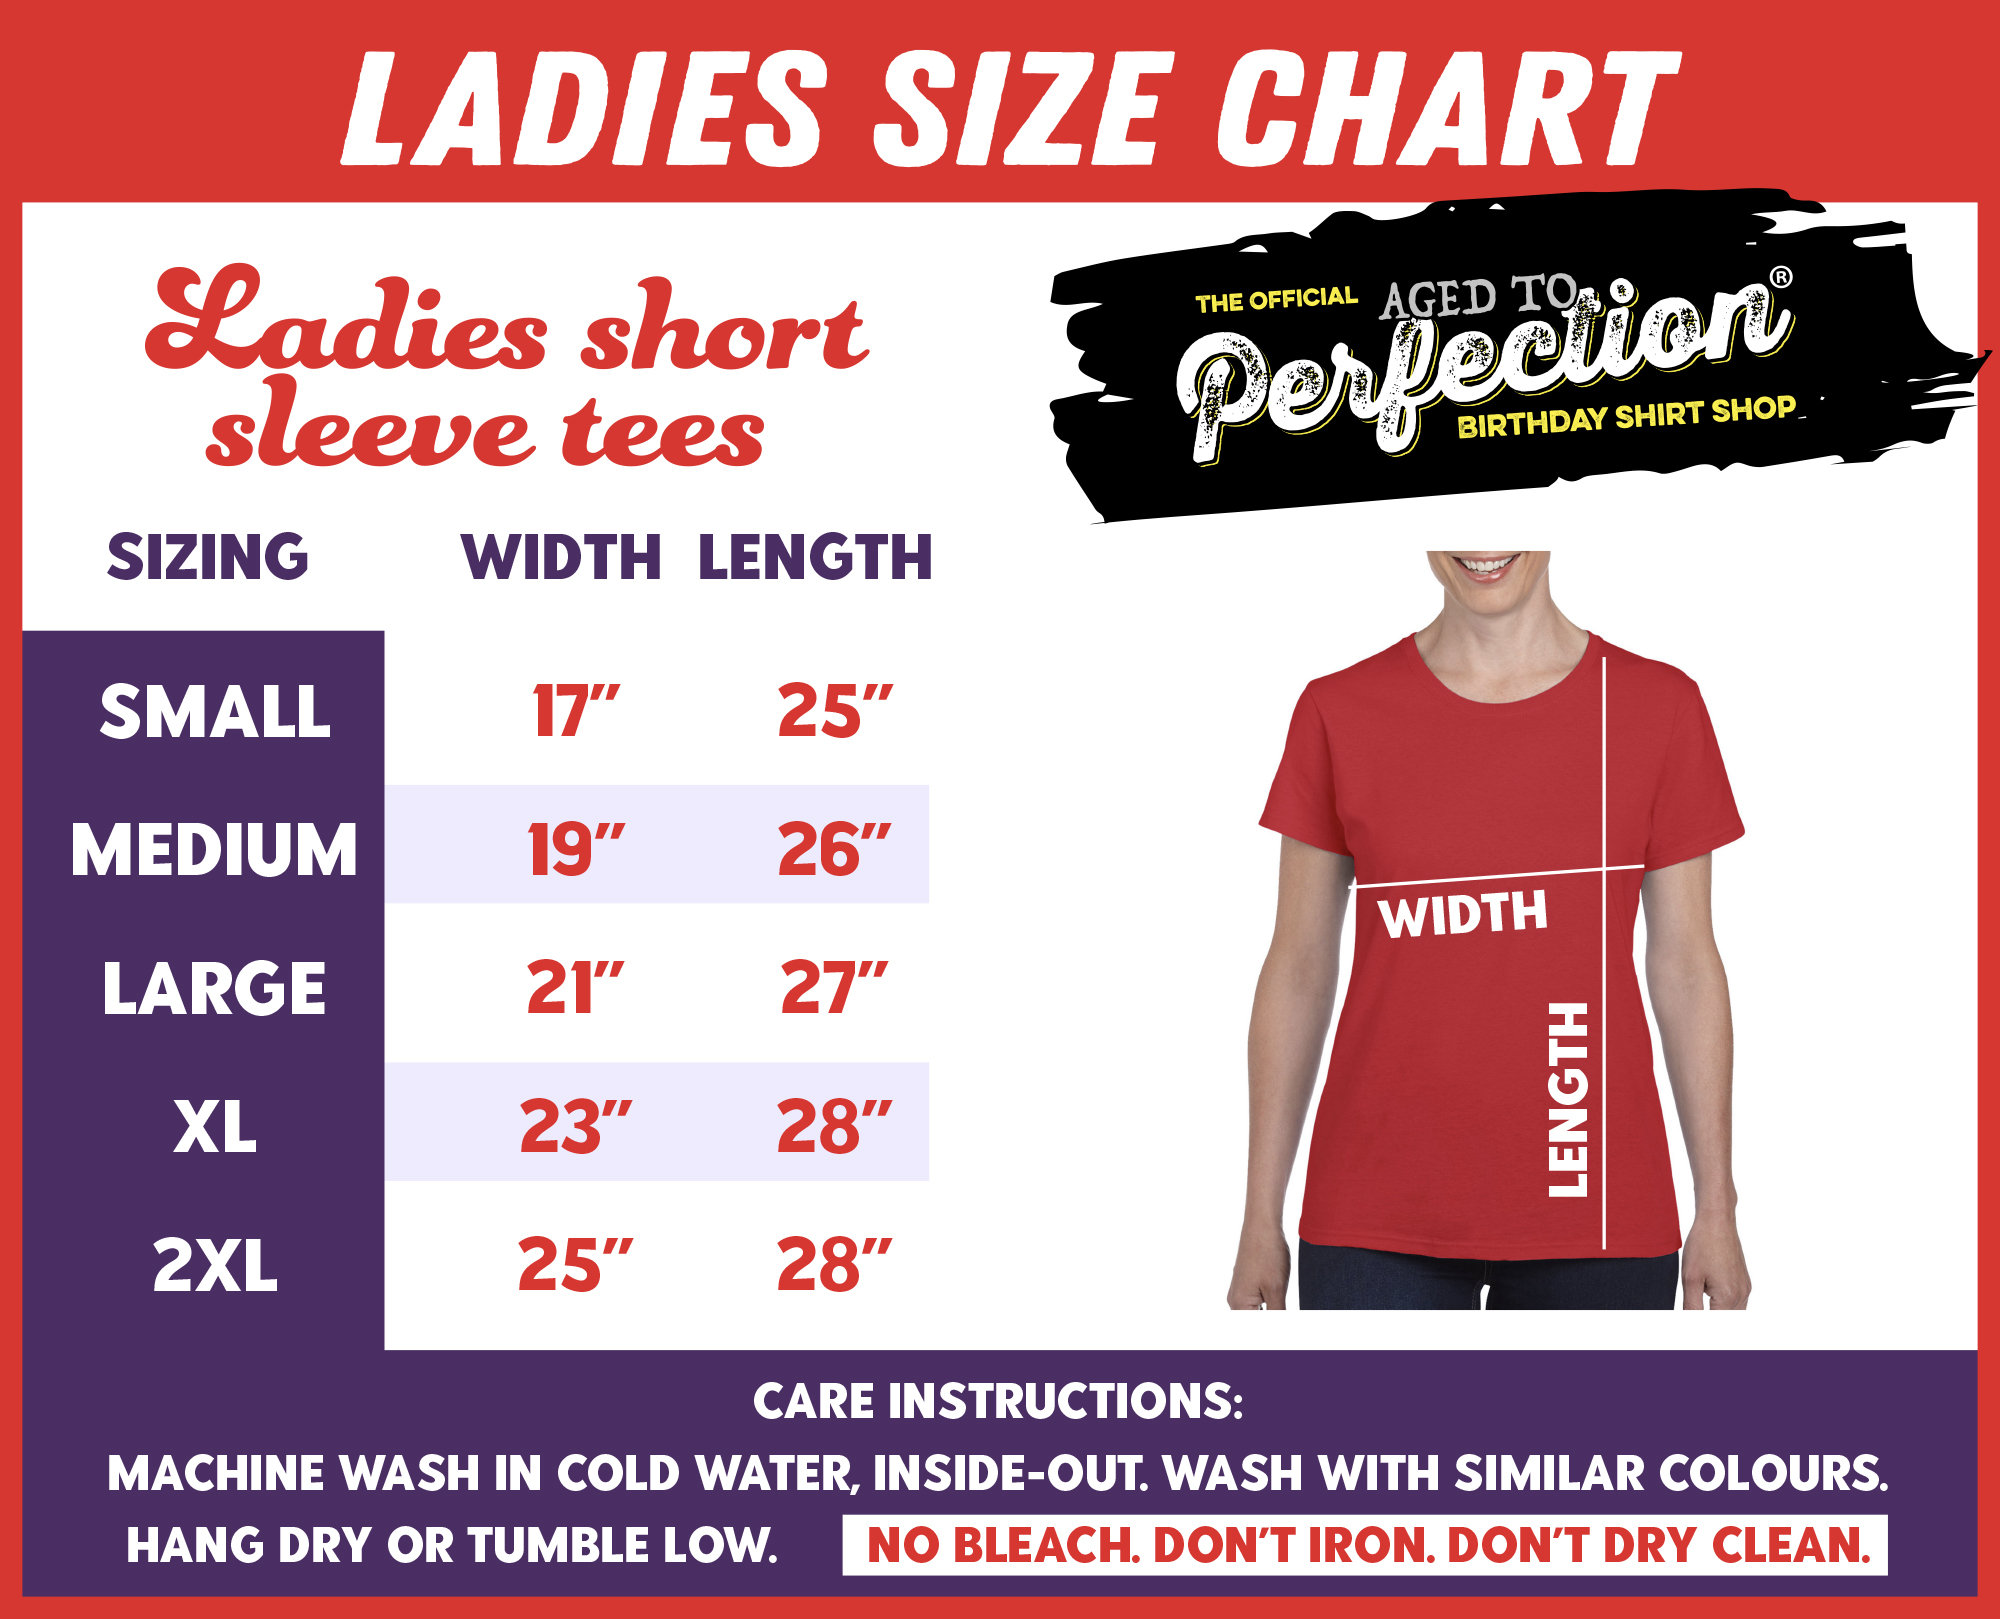 LADIES SIZE CHART
THE OFFICIAL AGED TO
Perfection®
BIRTHDAY SHIRT SHOP
Ladies short
sleeve tees
SIZING WIDTH LENGTH
SMALL 17" 25"
MEDIUM 19" 26"
LARGE 21" 27"
XL 23" 28"
2XL 25" 28"
WIDTH
LENGTH
CARE INSTRUCTIONS:
MACHINE WASH IN COLD WATER, INSIDE-OUT. WASH WITH SIMILAR COLOURS.
HANG DRY OR TUMBLE LOW. NO BLEACH. DON'T IRON. DON'T DRY CLEAN.